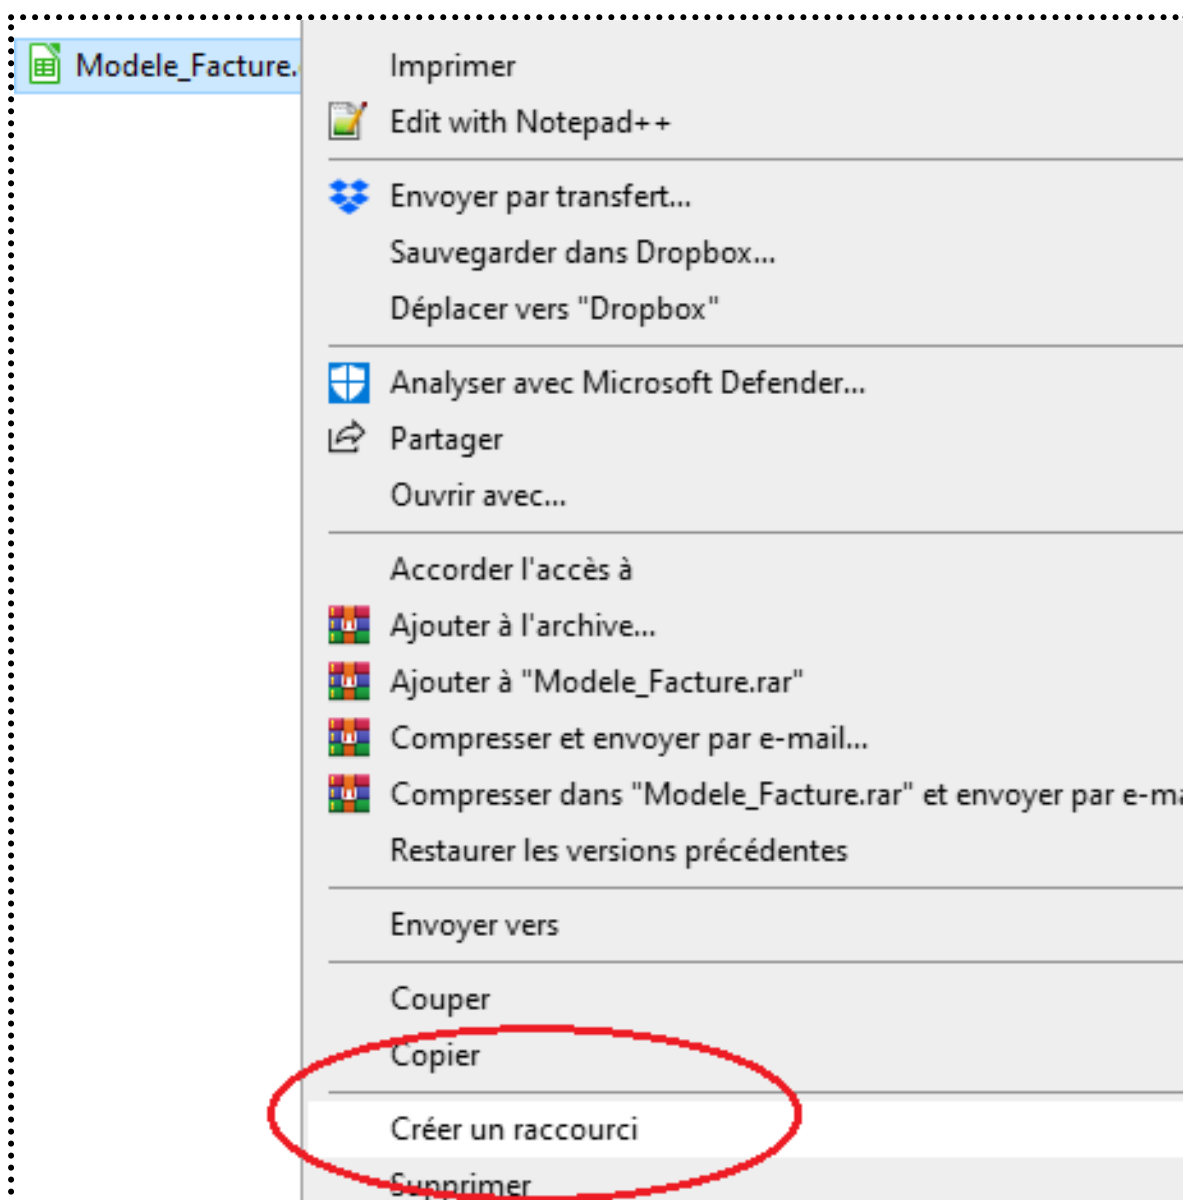 Modele_Facture.
Imprimer
Edit with Notepad++
Envoyer par transfert...
Sauvegarder dans Dropbox...
Déplacer vers "Dropbox"
Analyser avec Microsoft Defender...
Partager
Ouvrir avec...
Accorder l'accès à
Ajouter à l'archive...
Ajouter à "Modele_Facture.rar"
Compresser et envoyer par e-mail...
Compresser dans "Modele_Facture.rar" et envoyer par e-ma
Restaurer les versions précédentes
Envoyer vers
Couper
Copier
Créer un raccourci
Supprimer